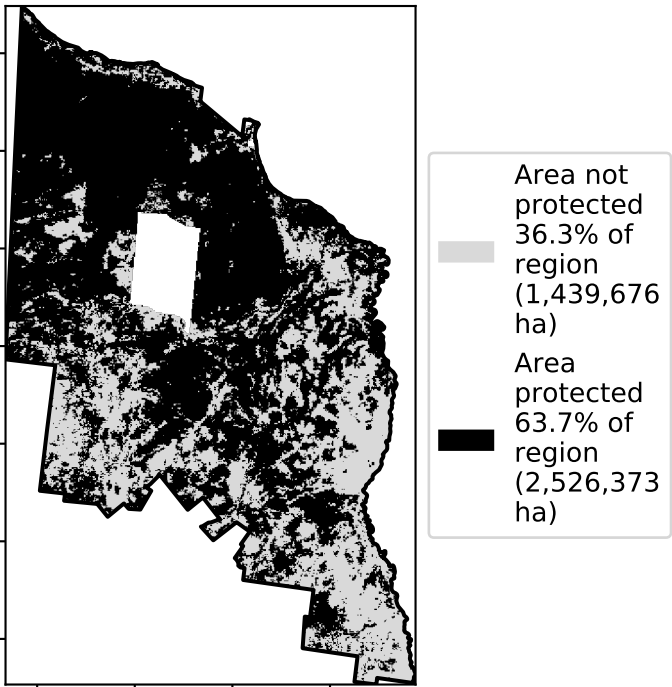 Area not
protected
36.3% of
region
(1,439,676
ha)
Area
protected
63.7% of
region
(2,526,373
ha)